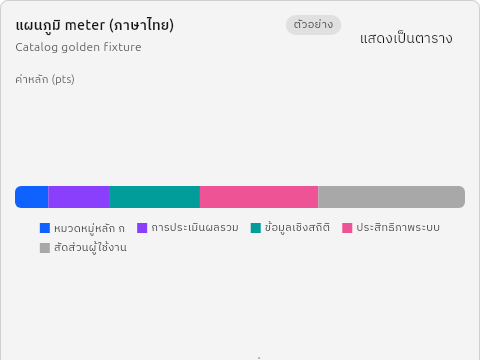 แผนภูมิ meter (ภาษาไทย)
ตัวอย่าง
แสดงเป็นตาราง
Catalog golden fixture
ค่าหลัก (pts)
หมวดหมู่หลัก ก
การประเมินผลรวม
ข้อมูลเชิงสถิติ
ประสิทธิภาพระบบ
สัดส่วนผู้ใช้งาน